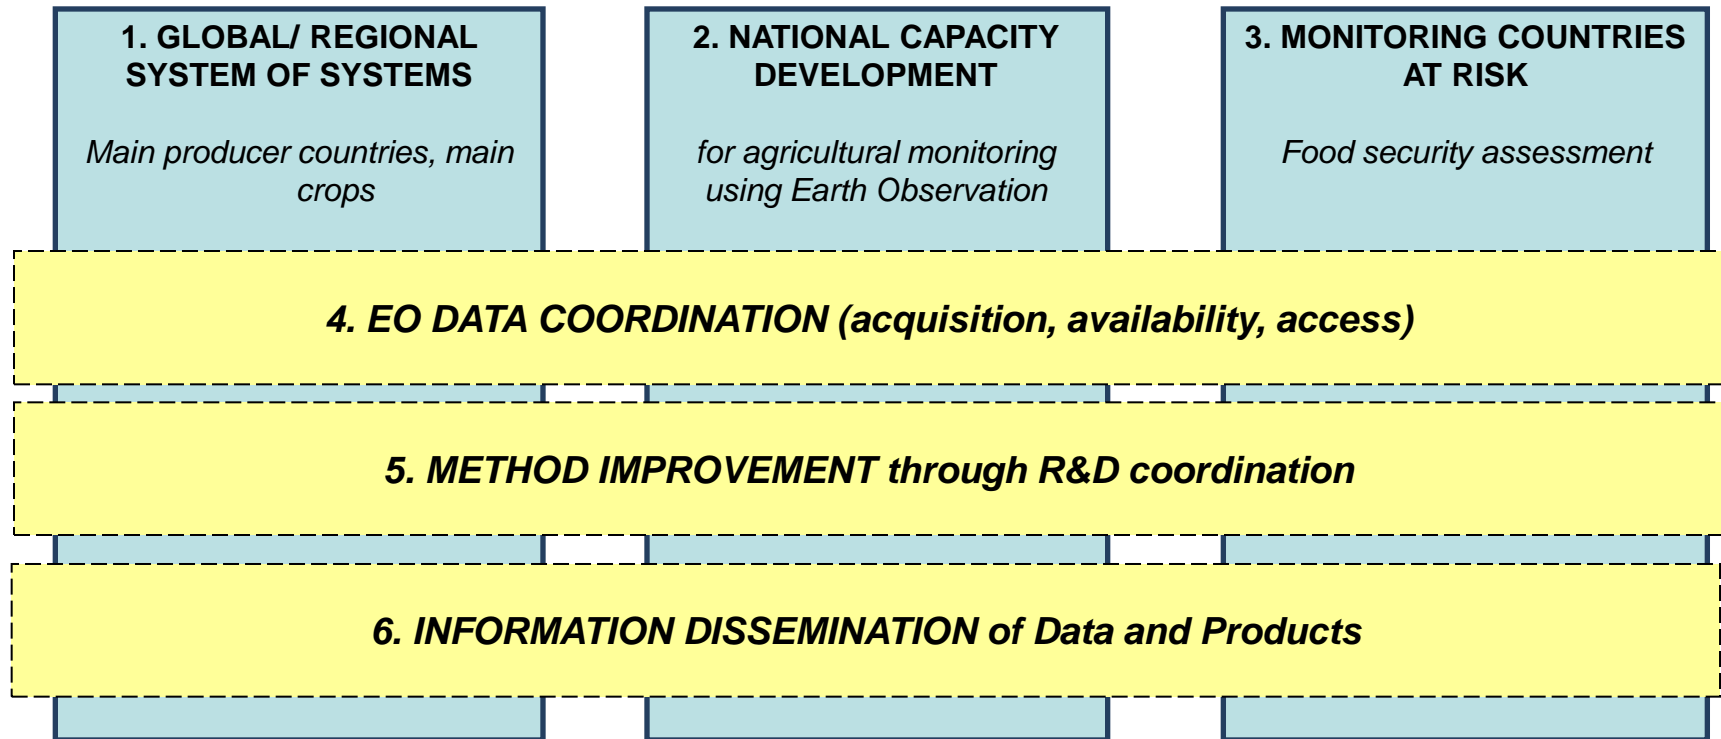 1. GLOBAL/ REGIONAL
SYSTEM OF SYSTEMS
Main producer countries, main
crops
2. NATIONAL CAPACITY
DEVELOPMENT
for agricultural monitoring
using Earth Observation
3. MONITORING COUNTRIES
AT RISK
Food security assessment
4. EO DATA COORDINATION (acquisition, availability, access)
5. METHOD IMPROVEMENT through R&D coordination
6. INFORMATION DISSEMINATION of Data and Products